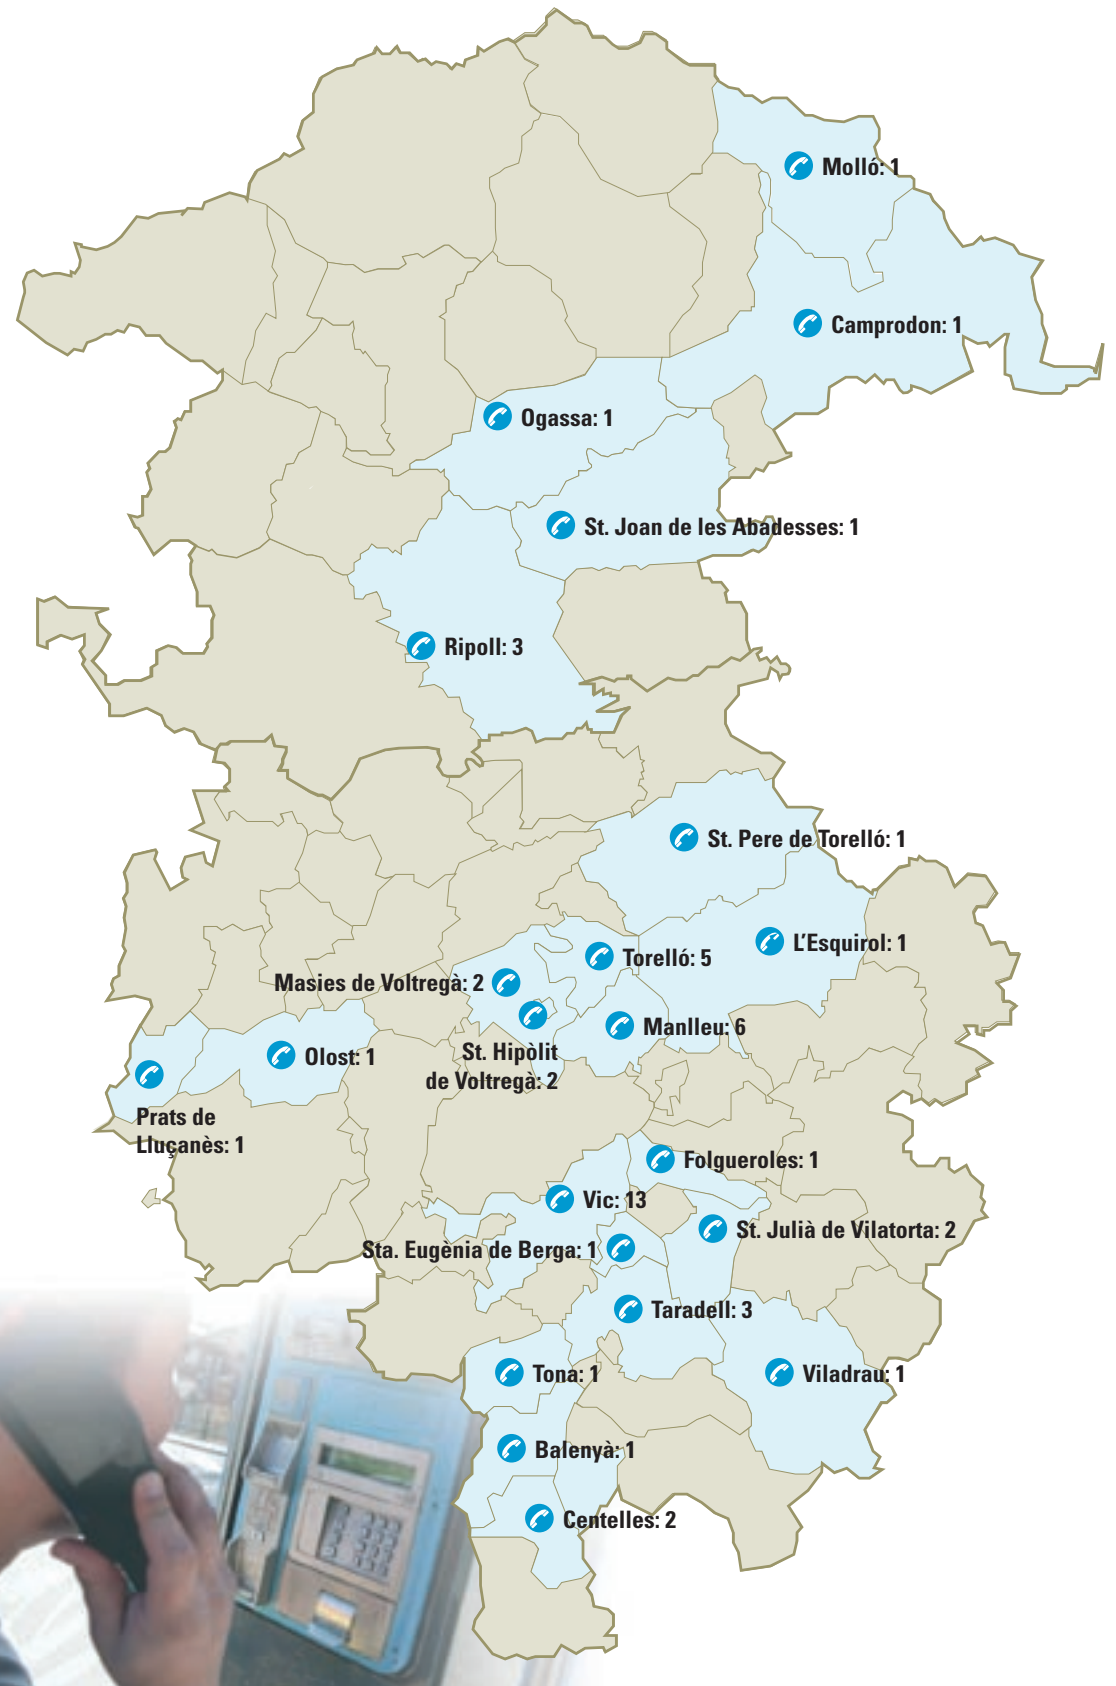 Molló: 1
Camprodon: 1
Ogassa: 1
St. Joan de les Abadesses: 1
Ripoll: 3
St. Pere de Torelló: 1
L'Esquirol: 1
Torelló: 5
Masies de Voltregà: 2
Manlleu: 6
St. Hipòlit
de Voltregà: 2
Olost: 1
Prats de
Lluçanès: 1
Folgueroles: 1
Vic: 13
St. Julià de Vilatorta: 2
Sta. Eugènia de Berga: 1
Taradell: 3
Tona: 1
Viladrau: 1
Balenyà: 1
Centelles: 2